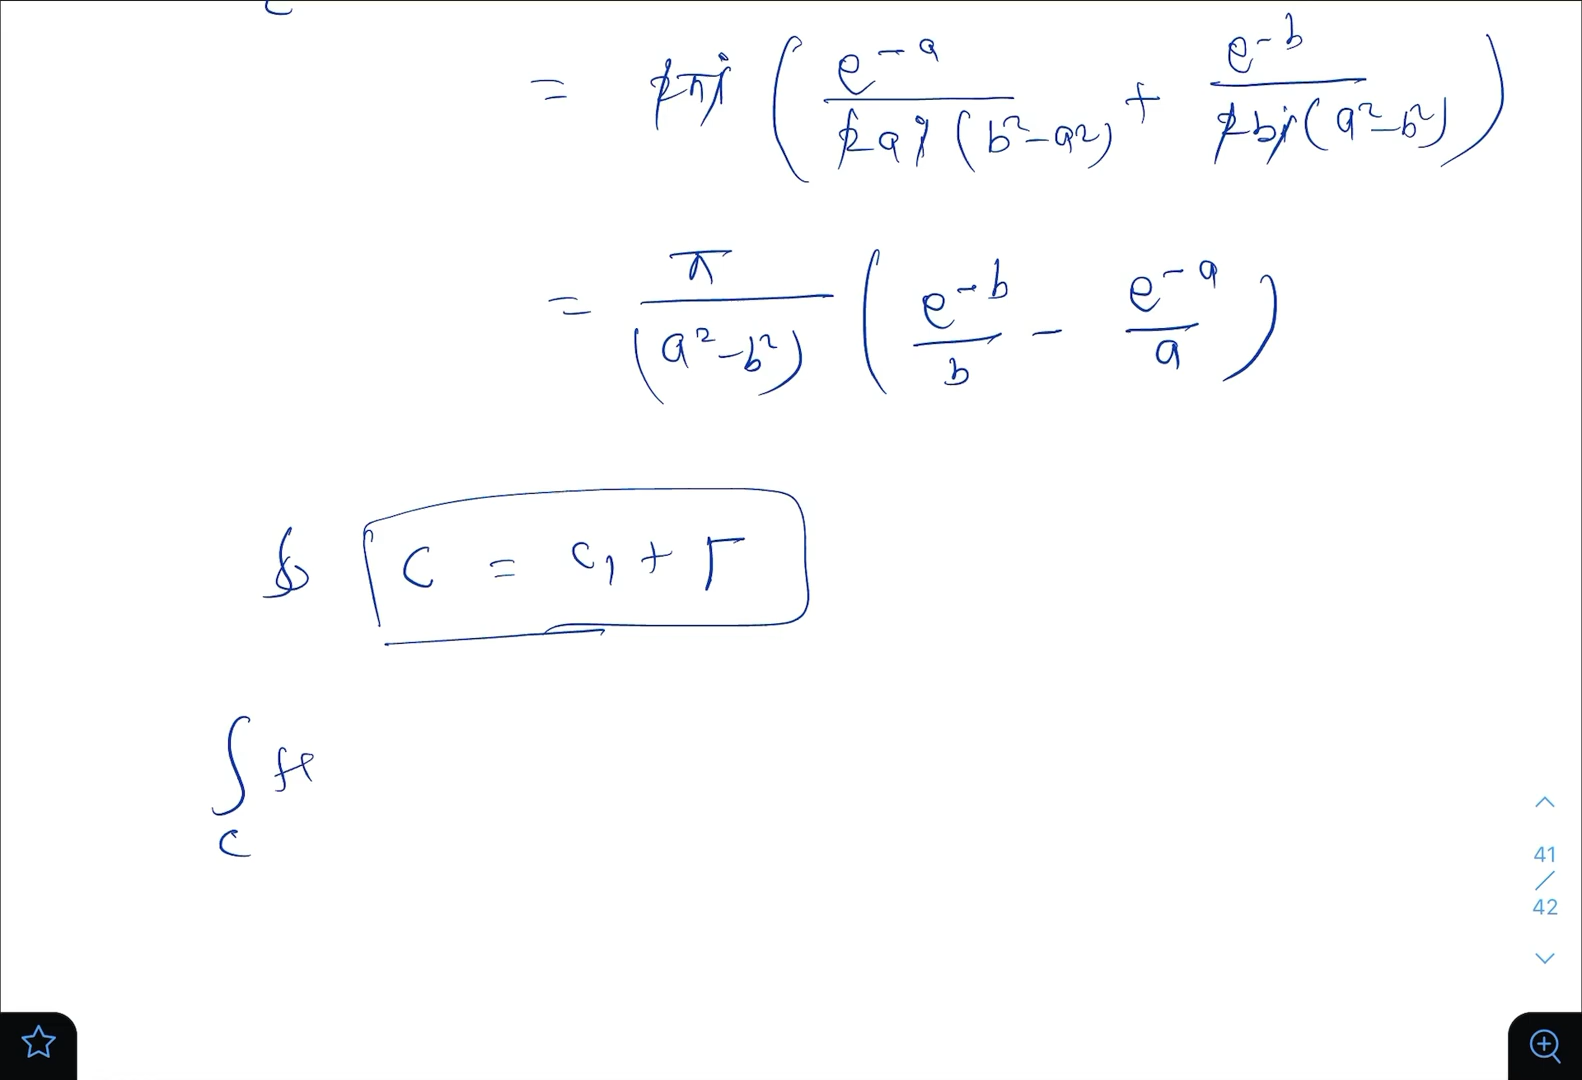 = 2πi ( e^{-a} / 2ai (b²-a²) + e^{-b} / 2bi (a²-b²) )
= π / (a²-b²) ( e^{-b} / b - e^{-a} / a )
C = C₁ + Γ
∫_C
41
/
42